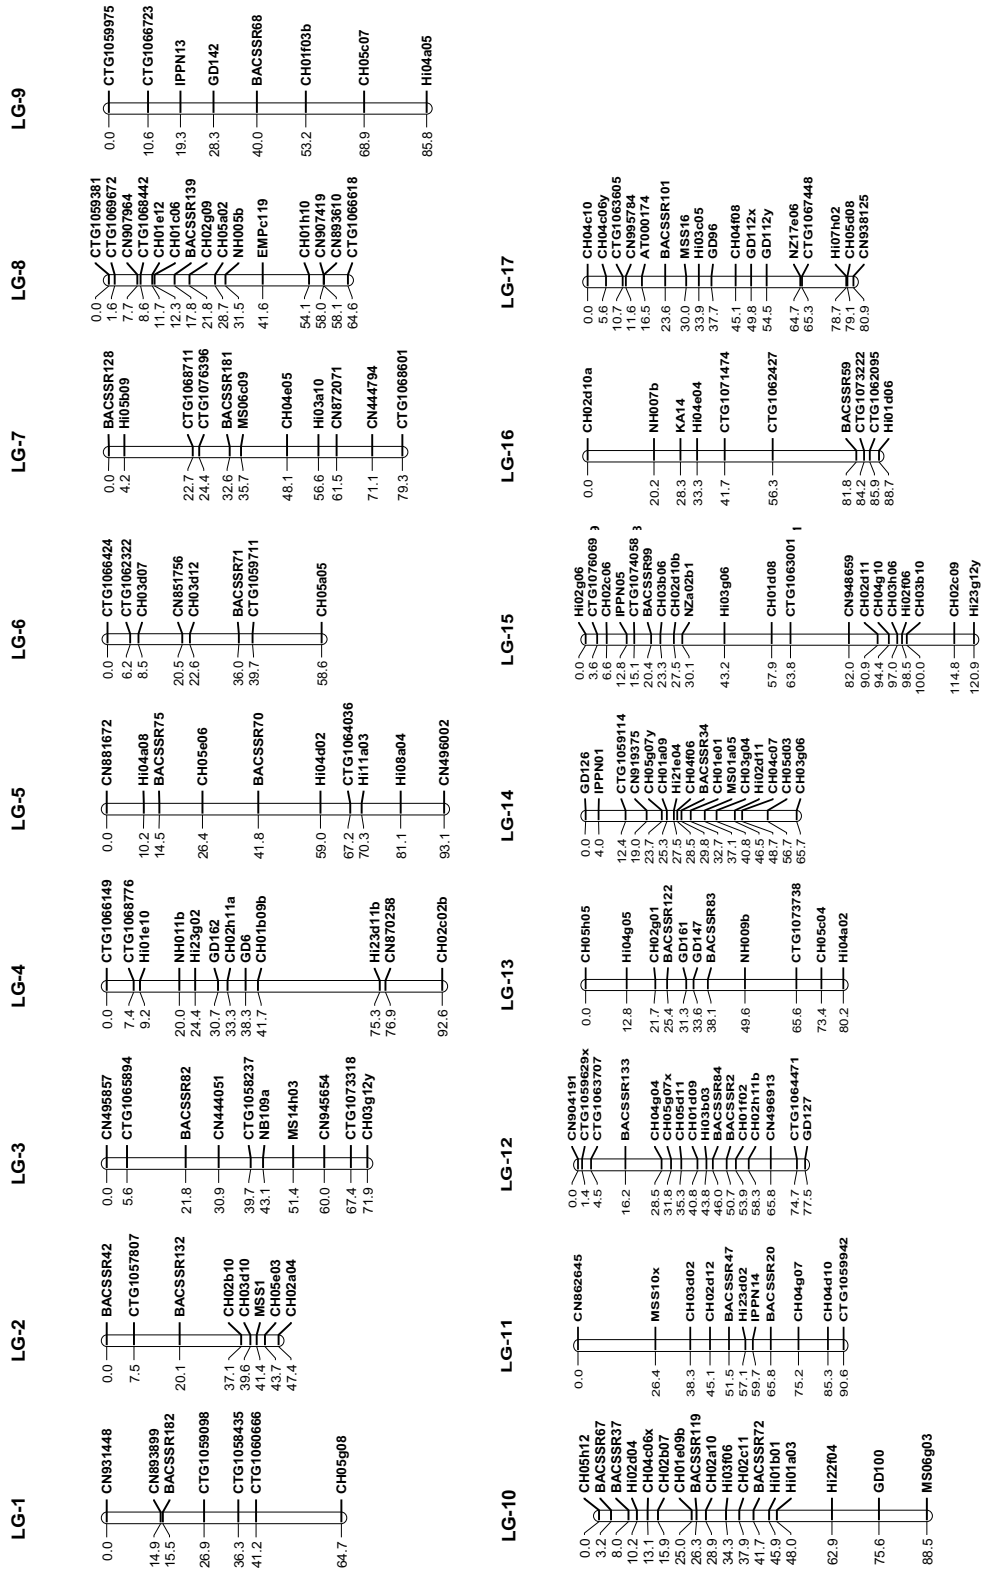 LG-1
0.0 CN931448
14.9 CN893899
15.5 BACSSR182
26.9 CTG1059098
36.3 CTG1058435
41.2 CTG1060666
64.7 CH05g08
LG-2
0.0 BACSSR42
7.5 CTG1057807
20.1 BACSSR132
37.1 CH02b10
39.6 CH03d10
41.4 MSS1
43.7 CH05e03
47.4 CH02a04
LG-3
0.0 CN495857
5.6 CTG1065894
21.8 BACSSR82
30.9 CN444051
39.7 CTG1058237
43.1 NB109a
51.4 MS14h03
60.0 CN945654
67.4 CTG1073318
71.9 CH03g12y
LG-4
0.0 CTG1066149
7.4 CTG1068776
9.2 Hi01e10
20.0 NH011b
24.4 Hi23g02
30.7 GD162
33.3 CH02h11a
38.3 GD6
41.7 CH01b09b
75.3 Hi23d11b
76.9 CN870258
92.6 CH02c02b
LG-5
0.0 CN881672
10.2 Hi04a08
14.5 BACSSR75
26.4 CH05e06
41.8 BACSSR70
59.0 Hi04d02
67.2 CTG1064036
70.3 Hi11a03
81.1 Hi08a04
93.1 CN496002
LG-6
0.0 CTG1066424
6.2 CTG1062322
8.5 CH03d07
20.5 CN581756
22.6 CH03d12
36.0 BACSSR71
39.7 CTG1059711
58.6 CH05a05
LG-7
0.0 BACSSR128
4.2 Hi05b09
22.7 CTG1068711
24.4 CTG1076396
32.6 BACSSR181
35.7 MS06c09
48.1 CH04e05
56.6 Hi03a10
61.5 CN872071
71.1 CN444794
79.3 CTG1068601
LG-8
0.0 CTG1059381
1.6 CTG1069672
7.7 CN907964
8.6 CTG1068442
11.7 CH01e12
12.3 CH01c06
17.8 BACSSR139
21.8 CH02g09
28.7 CH05a02
31.5 NH005b
41.6 EMPc119
54.1 CH01h10
58.0 CN907419
58.1 CN893610
64.6 CTG1066618
LG-9
0.0 CTG1059975
10.6 CTG1066723
19.3 IPPN13
28.3 GD142
40.0 BACSSR68
53.2 CH01f03b
68.9 CH05c07
85.8 Hi04a05
LG-10
0.0 CH05h12
3.2 BACSSR67
8.0 BACSSR37
10.2 Hi02d04
13.1 CH04c06x
15.9 CH02b07
25.0 CH01e09b
26.3 BACSSR119
28.9 CH02a10
34.3 Hi03f06
37.9 CH02c11
41.7 BACSSR72
45.9 Hi01b01
48.0 Hi01a03
62.9 Hi22f04
75.6 GD100
88.5 MS06g03
LG-11
0.0 CN862645
26.4 MSS10x
38.3 CH03d02
45.1 CH02d12
51.5 BACSSR47
57.1 Hi23d02
59.7 IPPN14
65.8 BACSSR20
75.2 CH04g07
85.3 CH04d10
90.6 CTG1059942
LG-12
0.0 CN904191
1.4 CTG1059629x
4.5 CTG1063707
16.2 BACSSR133
28.5 CH04g04
31.8 CH05g07x
35.3 CH05d11
40.8 CH01d09
43.8 Hi03b03
46.0 BACSSR84
50.7 BACSSR2
53.9 CH01f02
58.3 CH02h11b
65.8 CN496913
74.7 CTG1064471
77.5 GD127
LG-13
0.0 CH05h05
12.8 Hi04g05
21.7 CH02g01
25.4 BACSSR122
31.3 GD161
33.6 GD147
38.1 BACSSR83
49.6 NH009b
65.6 CTG1073738
73.4 CH05c04
80.2 Hi04a02
LG-14
0.0 GD126
4.0 IPPN01
12.4 CTG1059114
19.0 CN919375
23.7 CH05g07y
25.3 CH01a09
27.5 Hi21e04
28.5 CH04f06
29.8 BACSSR34
32.7 CH01e01
37.1 MS01a05
40.8 CH03g04
46.5 Hi02d11
48.7 CH04c07
56.7 CH05d03
65.7 CH03g06
LG-15
0.0 Hi02g06
3.6 CTG1076069
6.6 CH02c06
12.8 IPPN05
15.1 CTG1074058
20.4 BACSSR99
23.3 CH03b06
27.5 CH02d10b
30.1 NZa02b1
43.2 Hi03g06
57.9 CH01d08
63.8 CTG1063001
82.0 CN948659
90.9 CH02d11
94.4 CH04g10
97.0 CH03h06
98.5 Hi02f06
100.0 CH03b10
114.8 CH02c09
120.9 Hi23g12y
LG-16
0.0 CH02d10a
20.2 NH007b
28.3 KA14
33.3 Hi04e04
41.7 CTG1071474
56.3 CTG1062427
81.8 BACSSR59
84.2 CTG1073222
85.9 CTG1062095
88.7 Hi01d06
LG-17
0.0 CH04c10
5.6 CH04c06y
10.7 CTG1063605
11.6 CN995784
16.5 AT000174
23.6 BACSSR101
30.0 MSS16
33.9 Hi03c05
37.7 GD96
45.1 CH04f08
49.8 GD112x
54.5 GD112y
64.7 NZ17e06
65.3 CTG1067448
78.7 Hi07h02
79.1 CH05d08
80.9 CN938125